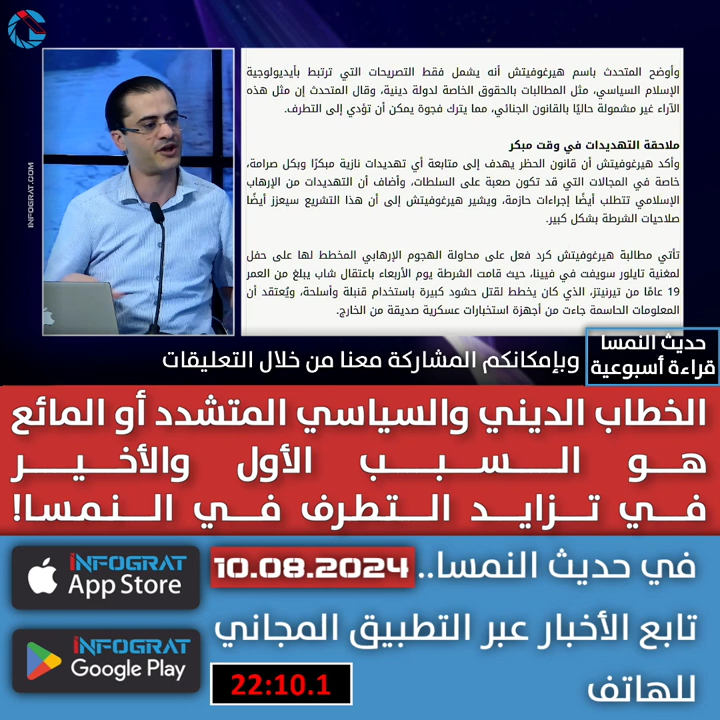 وأوضح المتحدث باسم هيرغوفيتش أنه يشمل فقط التصريحات التي ترتبط بأيديولوجية
الإسلام السياسي، مثل المطالبات بالحقوق الخاصة لدولة دينية، وقال المتحدث إن مثل هذه
الآراء غير مشمولة حاليًا بالقانون الجنائي، مما يترك فجوة يمكن أن تؤدي إلى التطرف.
ملاحقة التهديدات في وقت مبكر
وأكد هيرغوفيتش أن قانون الحظر يهدف إلى متابعة أي تهديدات نازية مبكرًا وبكل صرامة،
خاصة في المجالات التي قد تكون صعبة على السلطات، وأضاف أن التهديدات من الإرهاب
الإسلامي تتطلب أيضًا إجراءات حازمة، ويشير هيرغوفيتش إلى أن هذا التشريع سيعزز أيضًا
صلاحيات الشرطة بشكل كبير.
تأتي مطالبة هيرغوفيتش كرد فعل على محاولة الهجوم الإرهابي المخطط لها على حفل
لمغنية تايلور سويفت في فيينا، حيث قامت الشرطة يوم الأربعاء باعتقال شاب يبلغ من العمر
19 عامًا من تيرنيتز، الذي كان يخطط لقتل حشود كبيرة باستخدام قنبلة وأسلحة، ويُعتقد أن
المعلومات الحاسمة جاءت من أجهزة استخبارات عسكرية صديقة من الخارج.
INFOGRAT.COM
حديث النمسا
قراءة أسبوعية
وبإمكانكم المشاركة معنا من خلال التعليقات
الخطاب الديني والسياسي المتشدد أو المائع
هو السبب الأول والأخير
في تزايد التطرف في النمسا!
في حديث النمسا.. 10.08.2024
تابع الأخبار عبر التطبيق المجاني
للهاتف
INFOGRAT
App Store
INFOGRAT
Google Play
22:10.1